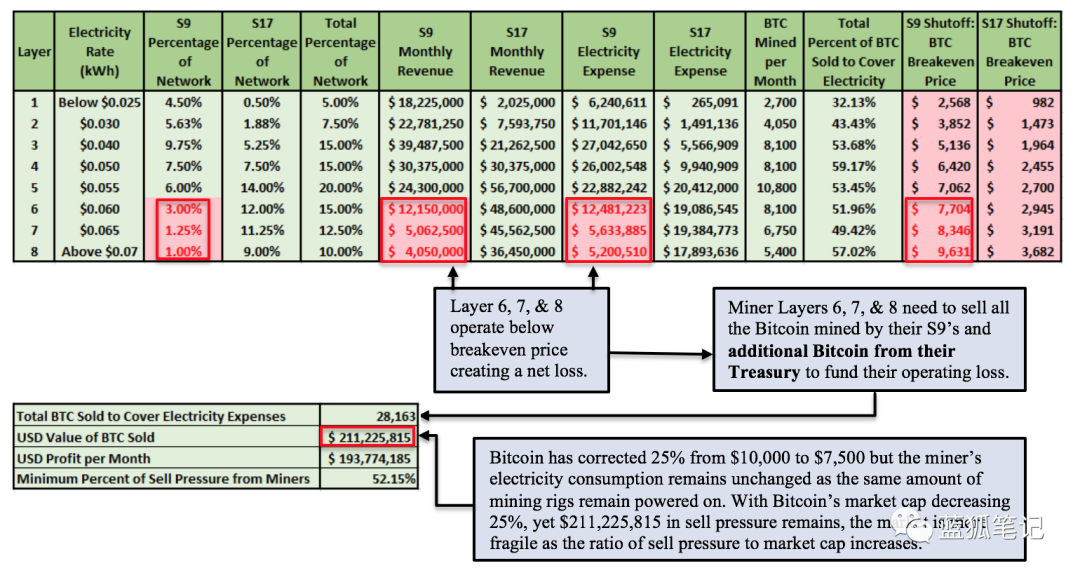 Layer Electricity Rate (kWh) S9 Percentage of Network S17 Percentage of Network Total Percentage of Network S9 Monthly Revenue S17 Monthly Revenue S9 Electricity Expense S17 Electricity Expense BTC Mined per Month Total Percent of BTC Sold to Cover Electricity S9 Shutoff: BTC Breakeven Price S17 Shutoff: BTC Breakeven Price
1 Below $0.025 4.50% 0.50% 5.00% $ 18,225,000 $ 2,025,000 $ 6,240,611 $ 265,091 2,700 32.13% $ 2,568 $ 982
2 $0.030 5.63% 1.88% 7.50% $ 22,781,250 $ 7,593,750 $ 11,701,146 $ 1,491,136 4,050 43.43% $ 3,852 $ 1,473
3 $0.040 9.75% 5.25% 15.00% $ 39,487,500 $ 21,262,500 $ 27,042,650 $ 5,566,909 8,100 53.68% $ 5,136 $ 1,964
4 $0.050 7.50% 7.50% 15.00% $ 30,375,000 $ 30,375,000 $ 26,002,548 $ 9,940,909 8,100 59.17% $ 6,420 $ 2,455
5 $0.055 6.00% 14.00% 20.00% $ 24,300,000 $ 56,700,000 $ 22,882,242 $ 20,412,000 10,800 53.45% $ 7,062 $ 2,700
6 $0.060 3.00% 12.00% 15.00% $ 12,150,000 $ 48,600,000 $ 12,481,223 $ 19,086,545 8,100 51.96% $ 7,704 $ 2,945
7 $0.065 1.25% 11.25% 12.50% $ 5,062,500 $ 45,562,500 $ 5,633,885 $ 19,384,773 6,750 49.42% $ 8,346 $ 3,191
8 Above $0.07 1.00% 9.00% 10.00% $ 4,050,000 $ 36,450,000 $ 5,200,510 $ 17,893,636 5,400 57.02% $ 9,631 $ 3,682
Layer 6, 7, & 8
operate below
breakeven price
creating a net loss.
Miner Layers 6, 7, & 8 need to sell all
the Bitcoin mined by their S9’s and
additional Bitcoin from their
Treasury to fund their operating loss.
Total BTC Sold to Cover Electricity Expenses 28,163
USD Value of BTC Sold $ 211,225,815
USD Profit per Month $ 193,774,185
Minimum Percent of Sell Pressure from Miners 52.15%
Bitcoin has corrected 25% from $10,000 to $7,500 but the miner’s
electricity consumption remains unchanged as the same amount of
mining rigs remain powered on. With Bitcoin’s market cap decreasing
25%, yet $211,225,815 in sell pressure remains, the market is more
fragile as the ratio of sell pressure to market cap increases.
蓝狐笔记